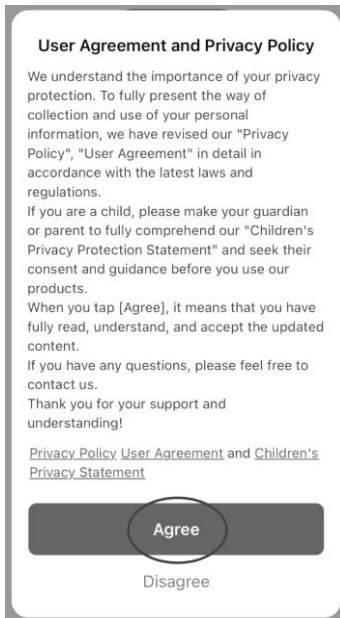 User Agreement and Privacy Policy
We understand the importance of your privacy
protection. To fully present the way of
collection and use of your personal
information, we have revised our "Privacy
Policy", "User Agreement" in detail in
accordance with the latest laws and
regulations.
If you are a child, please make your guardian
or parent to fully comprehend our "Children's
Privacy Protection Statement" and seek their
consent and guidance before you use our
products.
When you tap [Agree], it means that you have
fully read, understand, and accept the updated
content.
If you have any questions, please feel free to
contact us.
Thank you for your support and
understanding!
Privacy Policy User Agreement and Children's
Privacy Statement
Agree
Disagree